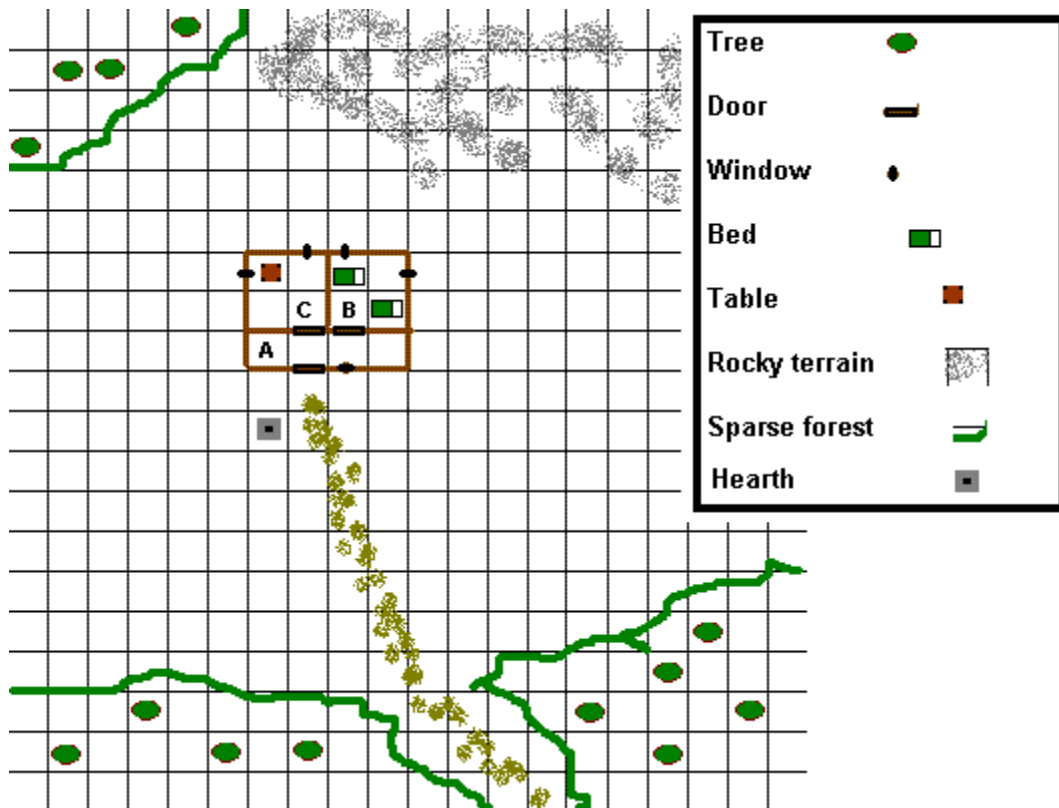 Tree
Door
Window
Bed
Table
Rocky terrain
Sparse forest
Hearth
C
B
A